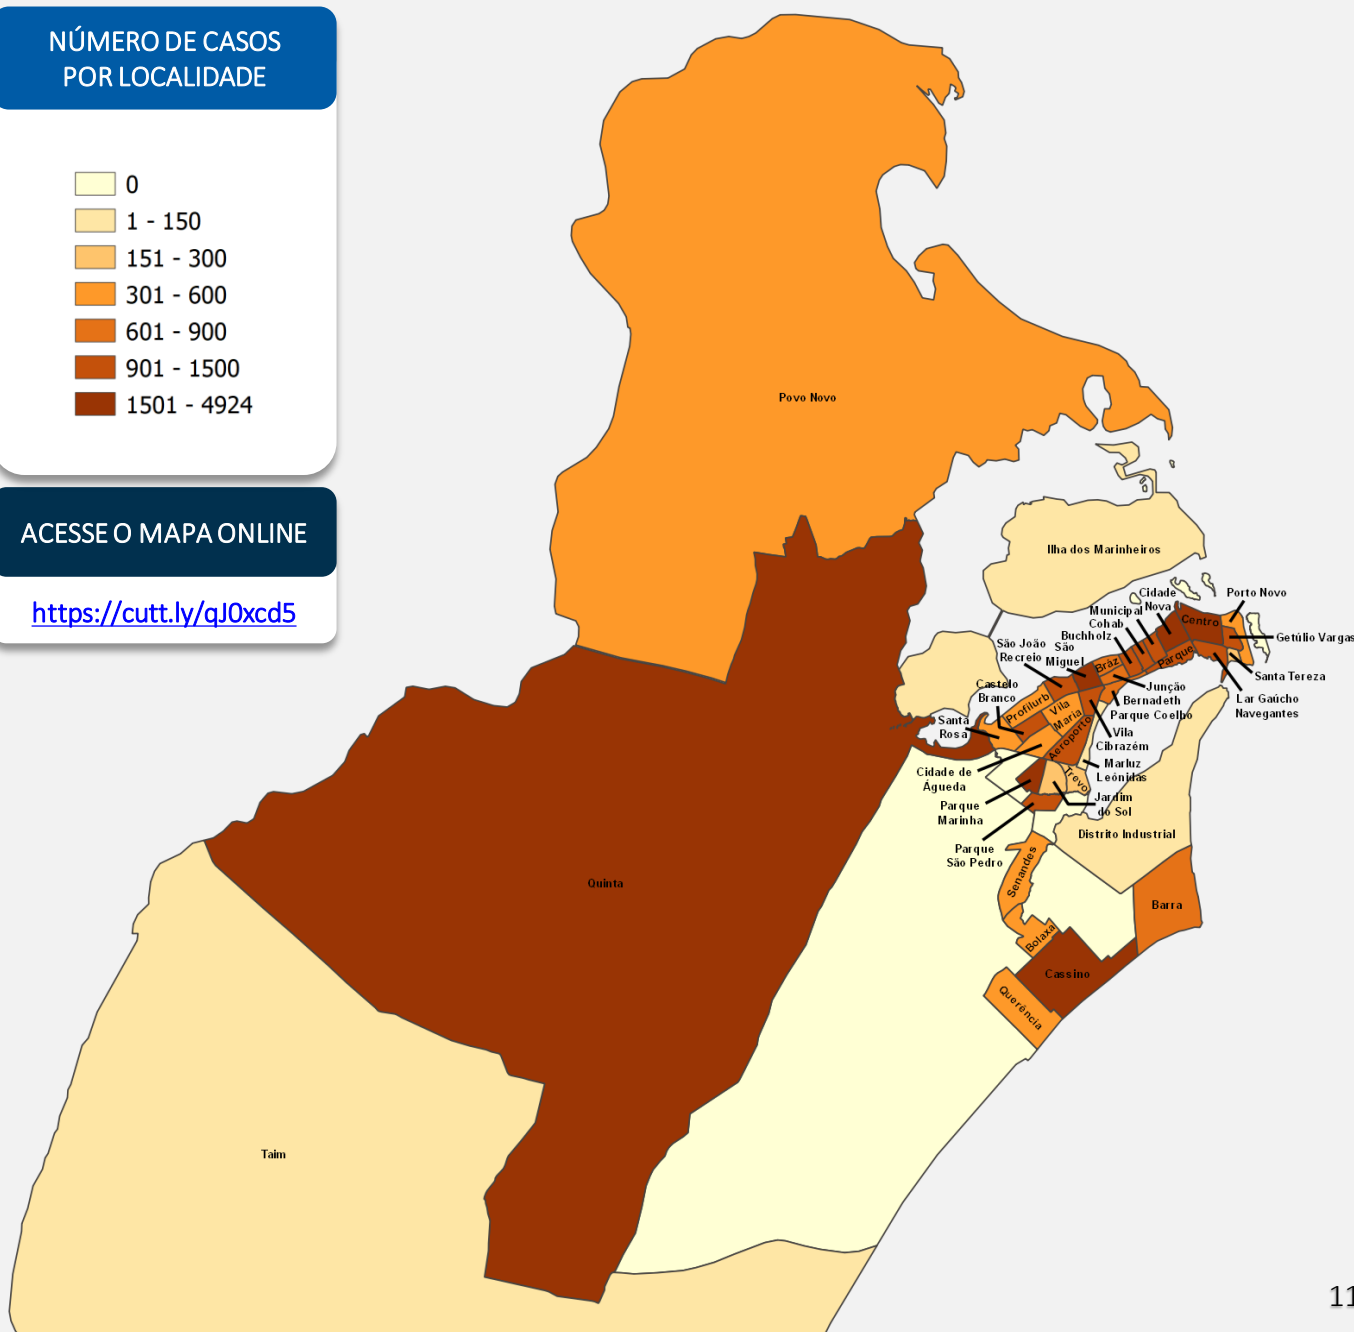 NÚMERO DE CASOS
POR LOCALIDADE
0
1 - 150
151 - 300
301 - 600
601 - 900
901 - 1500
1501 - 4924
ACESSE O MAPA ONLINE
https://cutt.ly/qJ0xcd5
Povo Novo
Ilha dos Marinheiros
Cidade
Nova
Porto Novo
Municipal
Cohab
Buchholz
Centro
Getúlio Vargas
São João
Recreio
São
Miguel
Bráz
Parque
Santa Tereza
Castelo
Branco
Junção
Lar Gaúcho
Navegantes
Bernadeth
Parque Coelho
Profilurb
Vila
Maria
Santa
Rosa
Aeroporto
Vila
Cibrazém
Marluz
Leónidas
Cidade de
Águeda
Trevo
Jardim
do Sol
Parque
Marinha
Distrito Industrial
Parque
São Pedro
Senandes
Quinta
Barra
Bolaxa
Cassino
Querência
Taim
11